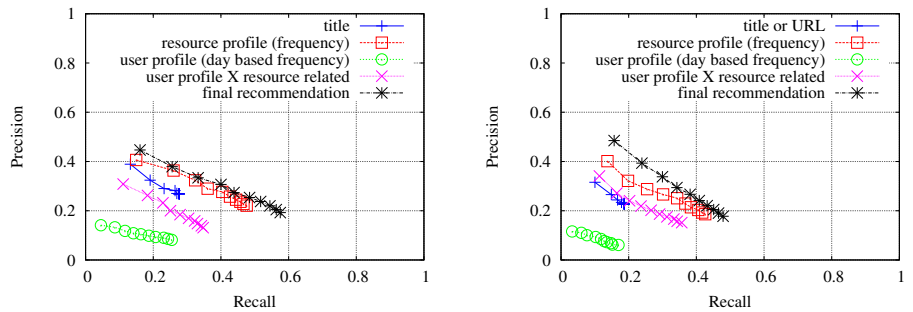 title
resource profile (frequency)
user profile (day based frequency)
user profile X resource related
final recommendation
Precision
1
0.8
0.6
0.4
0.2
0
0 0.2 0.4 0.6 0.8 1
Recall
title or URL
resource profile (frequency)
user profile (day based frequency)
user profile X resource related
final recommendation
Precision
1
0.8
0.6
0.4
0.2
0
0 0.2 0.4 0.6 0.8 1
Recall